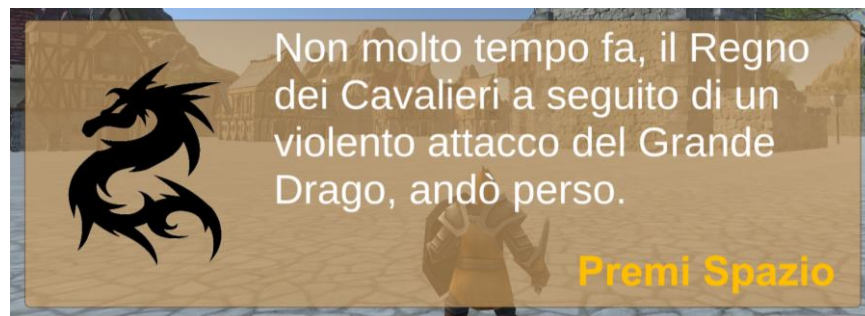 Non molto tempo fa, il Regno
dei Cavalieri a seguito di un
violento attacco del Grande
Drago, andò perso.
Premi Spazio